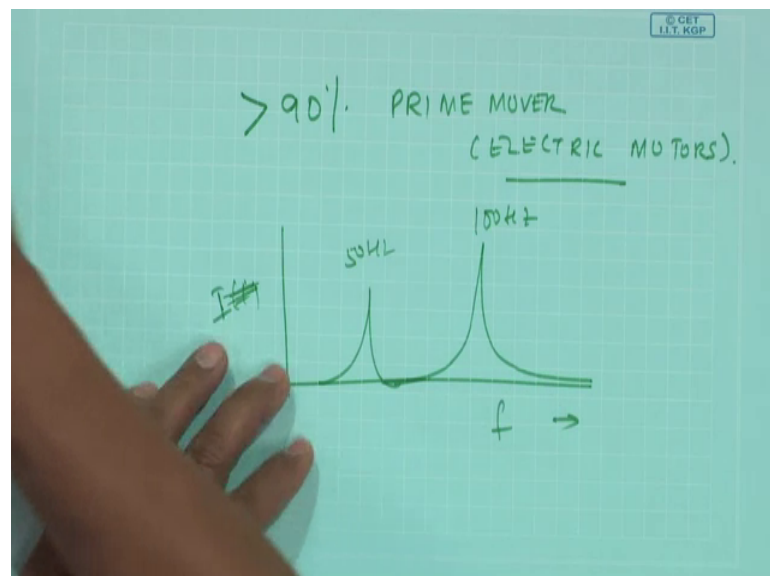 © CET
I.I.T. KGP
> 90%. PRIME MOVER
(ELECTRIC MOTORS).
100HZ
50HZ
I
f →